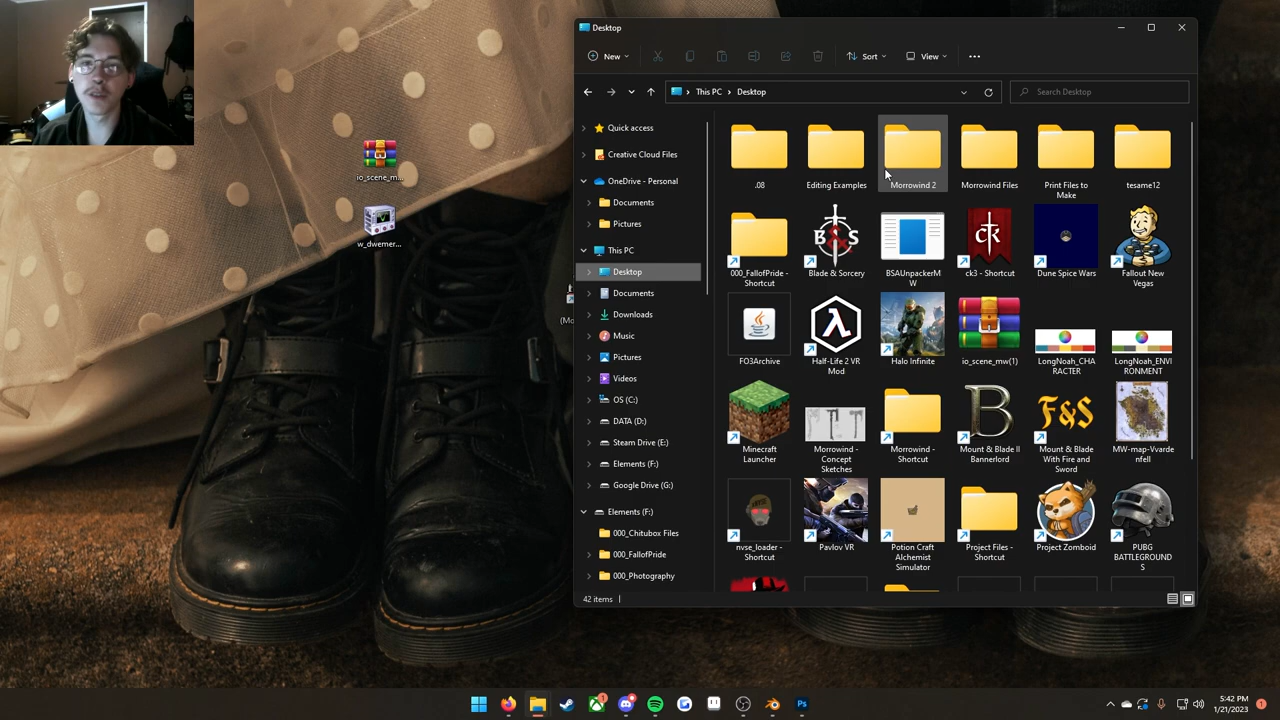 Desktop
New
Sort
View
This PC
Desktop
Search Desktop
Quick access
Creative Cloud Files
OneDrive - Personal
Documents
Pictures
This PC
Desktop
Documents
Downloads
Music
Pictures
Videos
OS (C:)
DATA (D:)
Steam Drive (E:)
Elements (F:)
Google Drive (G:)
Elements (F:)
000_Chitubox Files
000_FallofPride
000_Photography
.08
Editing Examples
Morrowind 2
Morrowind Files
Print Files to
Make
tesame12
000_FallofPride -
Shortcut
B&S
Blade & Sorcery
BSAUnpackerM
W
ck
ck3 - Shortcut
Dune Spice Wars
Fallout New
Vegas
FO3Archive
Half-Life 2 VR
Mod
Halo Infinite
io_scene_mw(1)
LongNoah_CHA
RACTER
LongNoah_ENVI
RONMENT
Minecraft
Launcher
Morrowind -
Concept
Sketches
Morrowind -
Shortcut
B
Mount & Blade II
Bannerlord
F&S
Mount & Blade
With Fire and
Sword
MW-map-Vvarde
nfell
nvse_loader -
Shortcut
Pavlov VR
Potion Craft
Alchemist
Simulator
Project Files -
Shortcut
Project Zomboid
PUBG
BATTLEGROUND
S
42 items
io_scene_m...
w_dwemer...
(Mo
Ps
5:42 PM
1/21/2023
1